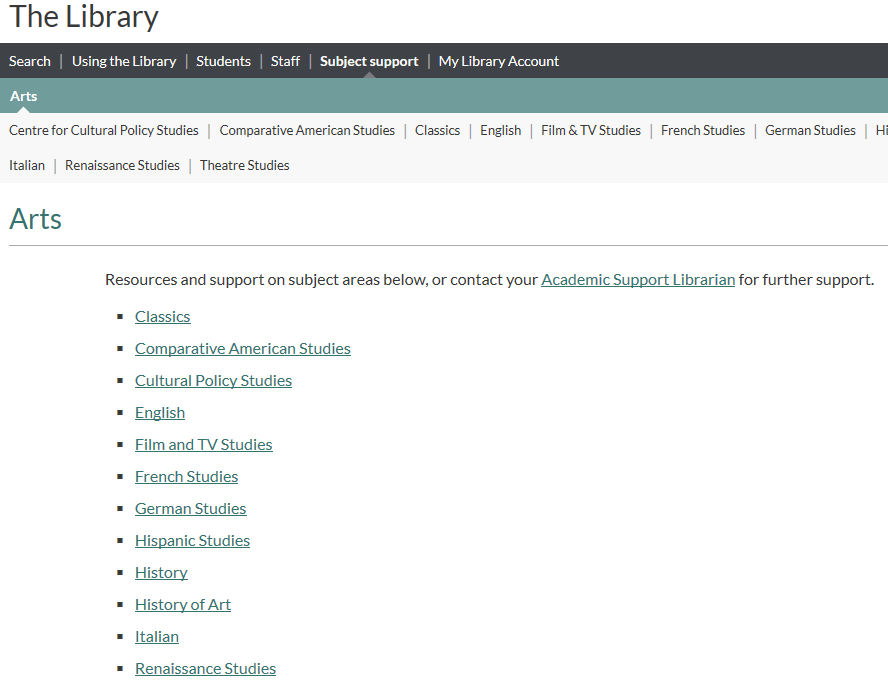 The Library
Search | Using the Library | Students | Staff | Subject support | My Library Account
Arts
Centre for Cultural Policy Studies | Comparative American Studies | Classics | English | Film & TV Studies | French Studies | German Studies | Hi
Italian | Renaissance Studies | Theatre Studies
Arts
Resources and support on subject areas below, or contact your Academic Support Librarian for further support.
▪ Classics
▪ Comparative American Studies
▪ Cultural Policy Studies
▪ English
▪ Film and TV Studies
▪ French Studies
▪ German Studies
▪ Hispanic Studies
▪ History
▪ History of Art
▪ Italian
▪ Renaissance Studies